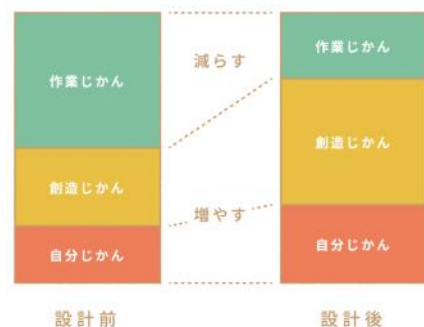 作業じかん
創造じかん
自分じかん
設計前
減らす
増やす
作業じかん
創造じかん
自分じかん
設計後